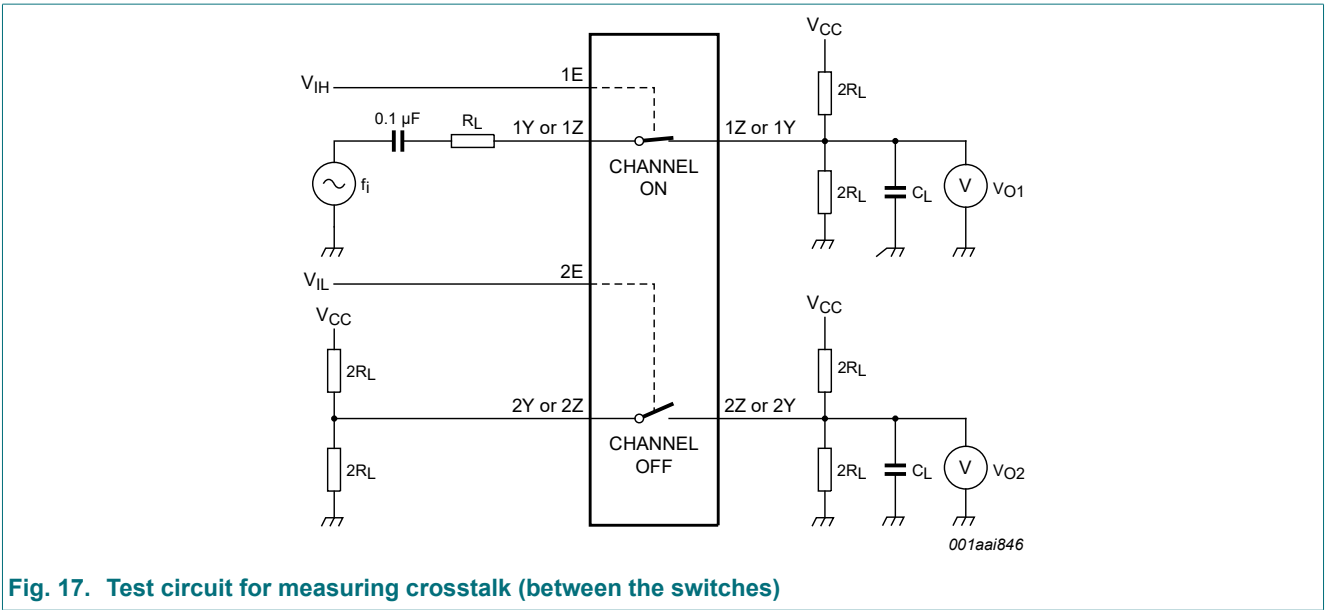 VCC
VIH
1E
2RL
0.1 µF
RL
1Y or 1Z
1Z or 1Y
fi
CHANNEL
ON
2RL
CL
V
VO1
VIL
2E
VCC
VCC
2RL
2RL
2Y or 2Z
2Z or 2Y
CHANNEL
OFF
2RL
2RL
CL
V
VO2
001aai846
Fig. 17. Test circuit for measuring crosstalk (between the switches)